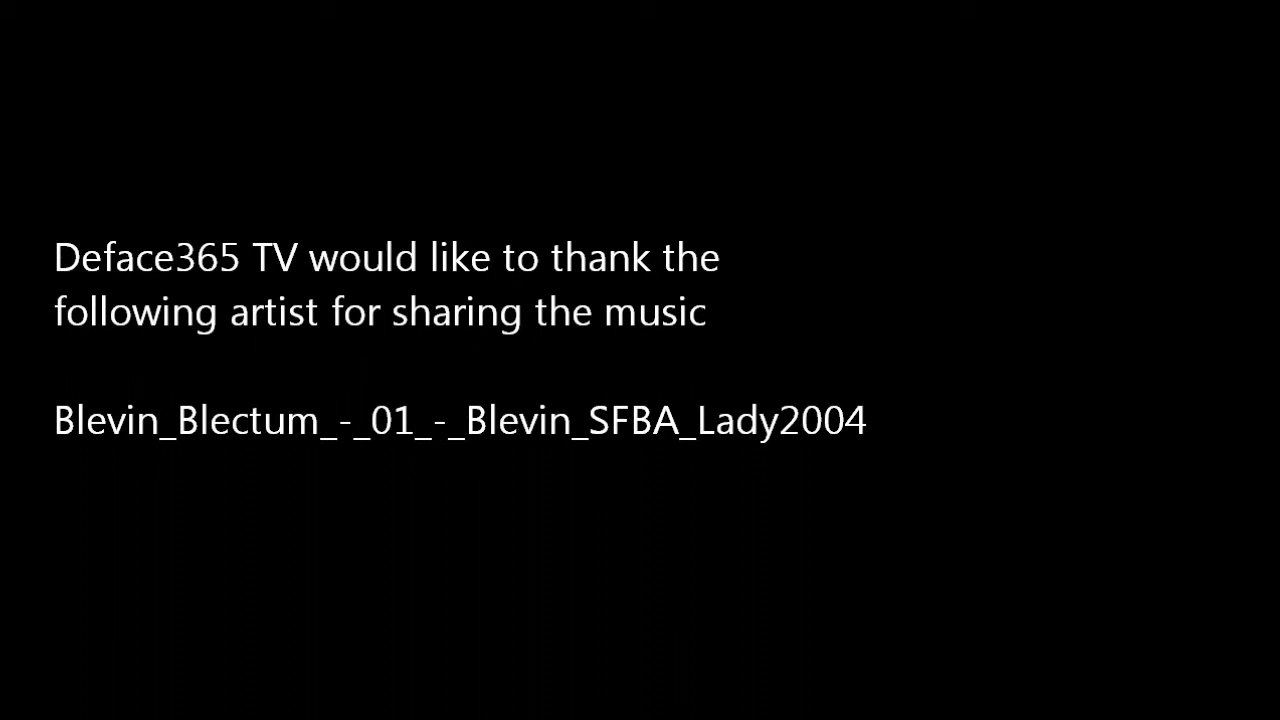 Deface365 TV would like to thank the
following artist for sharing the music
Blevin_Blectum_-_01_-_Blevin_SFBA_Lady2004